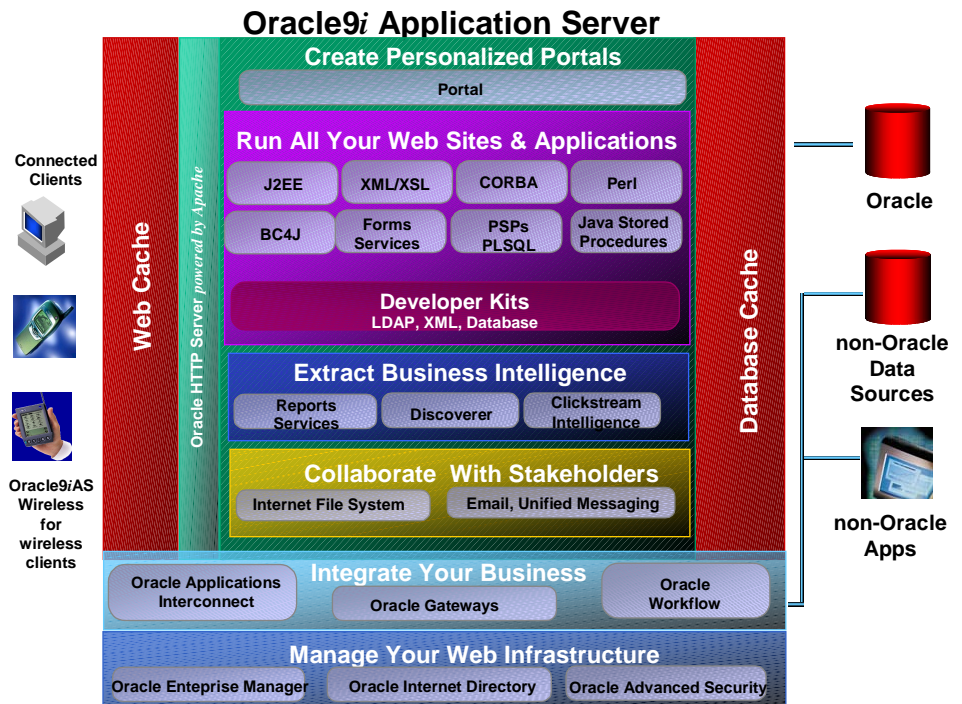 Oracle9i Application Server
Create Personalized Portals
Portal
Run All Your Web Sites & Applications
J2EE
XML/XSL
CORBA
Perl
BC4J
Forms
Services
PSPs
PLSQL
Java Stored
Procedures
Developer Kits
LDAP, XML, Database
Extract Business Intelligence
Reports
Services
Discoverer
Clickstream
Intelligence
Collaborate With Stakeholders
Internet File System
Email, Unified Messaging
Integrate Your Business
Oracle Applications
Interconnect
Oracle Gateways
Oracle
Workflow
Manage Your Web Infrastructure
Oracle Enteprise Manager
Oracle Internet Directory
Oracle Advanced Security
Web Cache
Oracle HTTP Server powered by Apache
Database Cache
Connected
Clients
Oracle9iAS
Wireless
for
wireless
clients
Oracle
non-Oracle
Data
Sources
non-Oracle
Apps